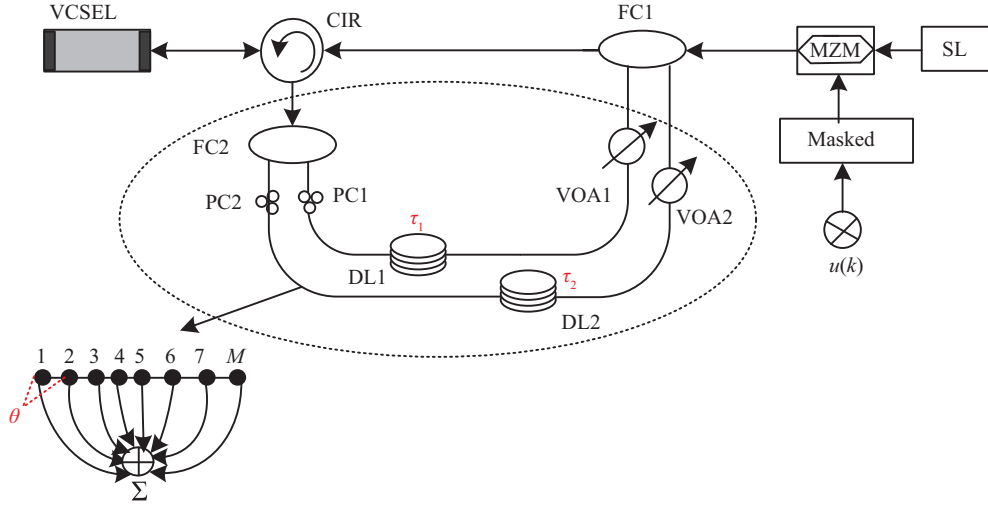 VCSEL
CIR
FC1
MZM
SL
Masked
FC2
PC2
PC1
VOA1
VOA2
τ1
DL1
τ2
DL2
u(k)
1 2 3 4 5 6 7 M
θ
Σ